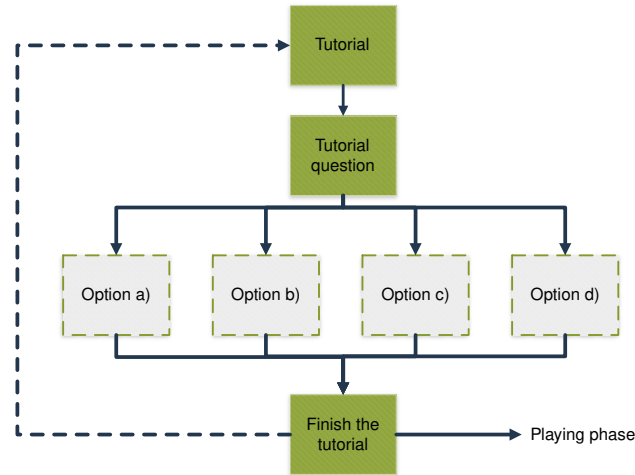 Tutorial
Tutorial
question
Option a)
Option b)
Option c)
Option d)
Finish the
tutorial
Playing phase